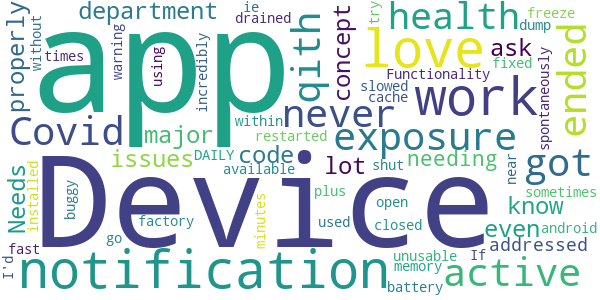 department
ie
drained
try
health
freeze
dump
without
times
warning
using
incredibly
qith
concept
love
ask
fixed
spontaneously
ended
properly
app
Functionality
cache
slowed
work
Covid
major
never
within
restarted
exposure
issues
DAILY
code
available
lot
shut
needing
near
got
Needs
installed
buggy
Device
factory
go
minutes
plus
used
open
closed
know
sometimes
even
android
addressed
fast
I'd
notification
unusable
memory
battery
If
active